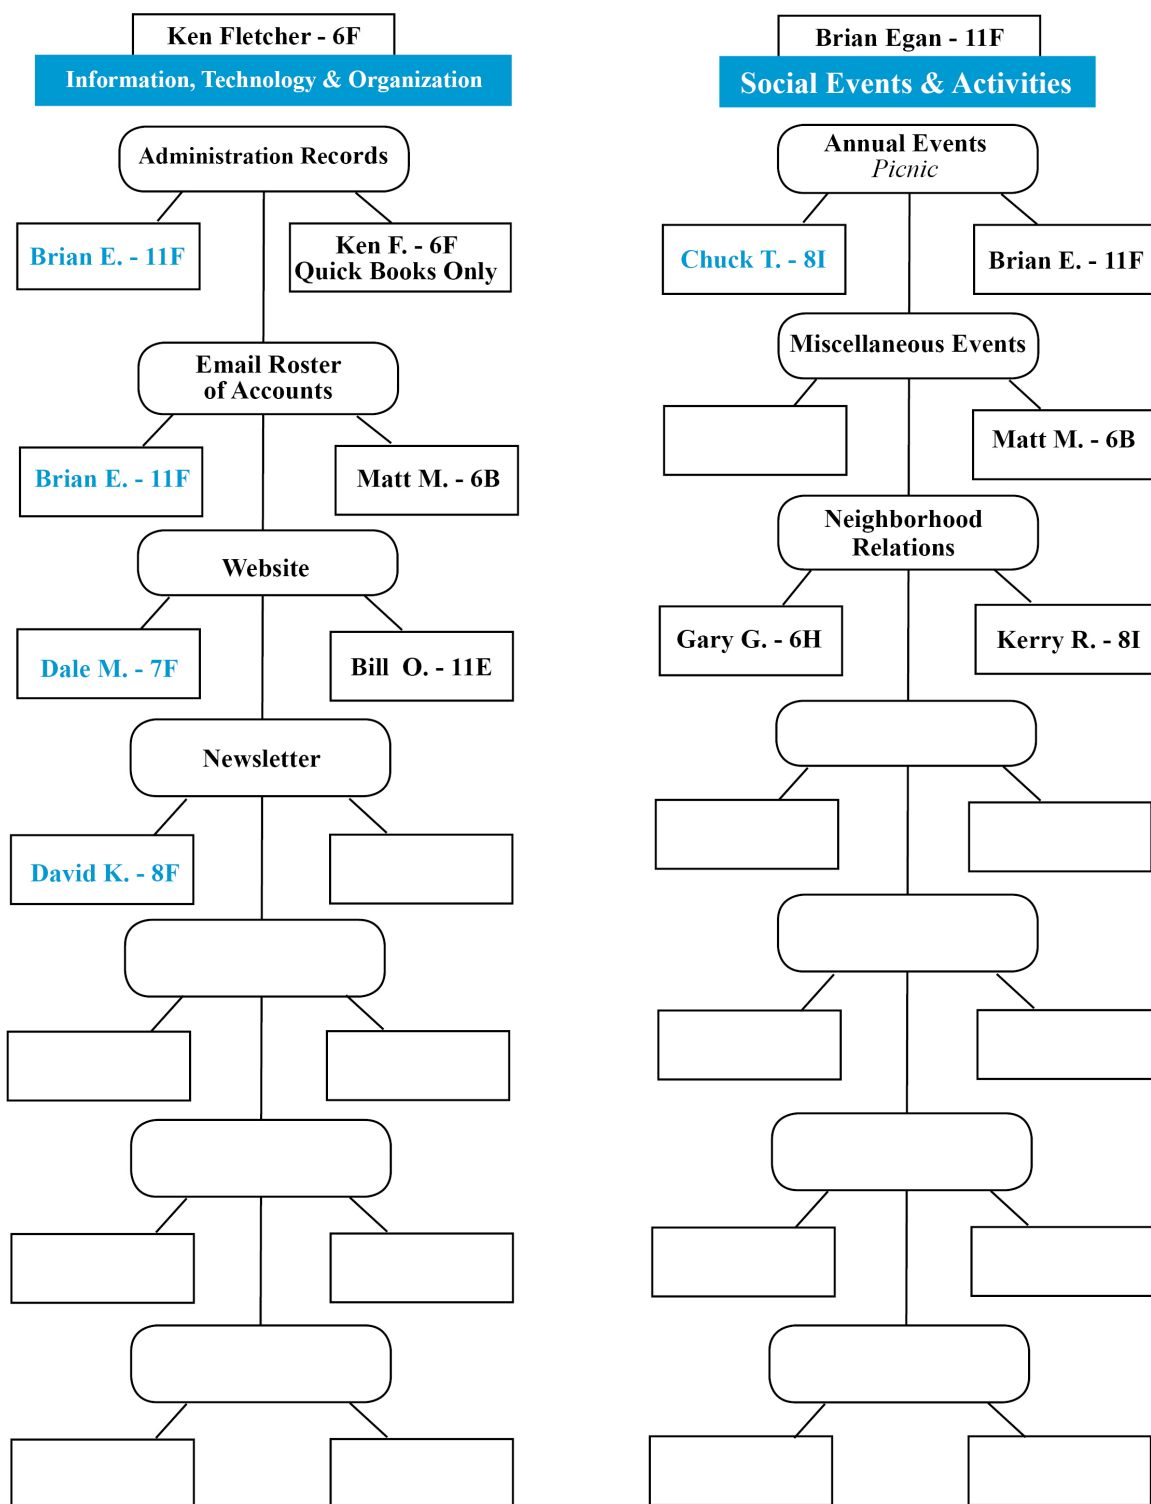 Ken Fletcher - 6F
Information, Technology & Organization
Administration Records
Brian E. - 11F
Ken F. - 6F
Quick Books Only
Email Roster
of Accounts
Brian E. - 11F
Matt M. - 6B
Website
Dale M. - 7F
Bill O. - 11E
Newsletter
David K. - 8F
Brian Egan - 11F
Social Events & Activities
Annual Events
Picnic
Chuck T. - 8I
Brian E. - 11F
Miscellaneous Events
Matt M. - 6B
Neighborhood
Relations
Gary G. - 6H
Kerry R. - 8I